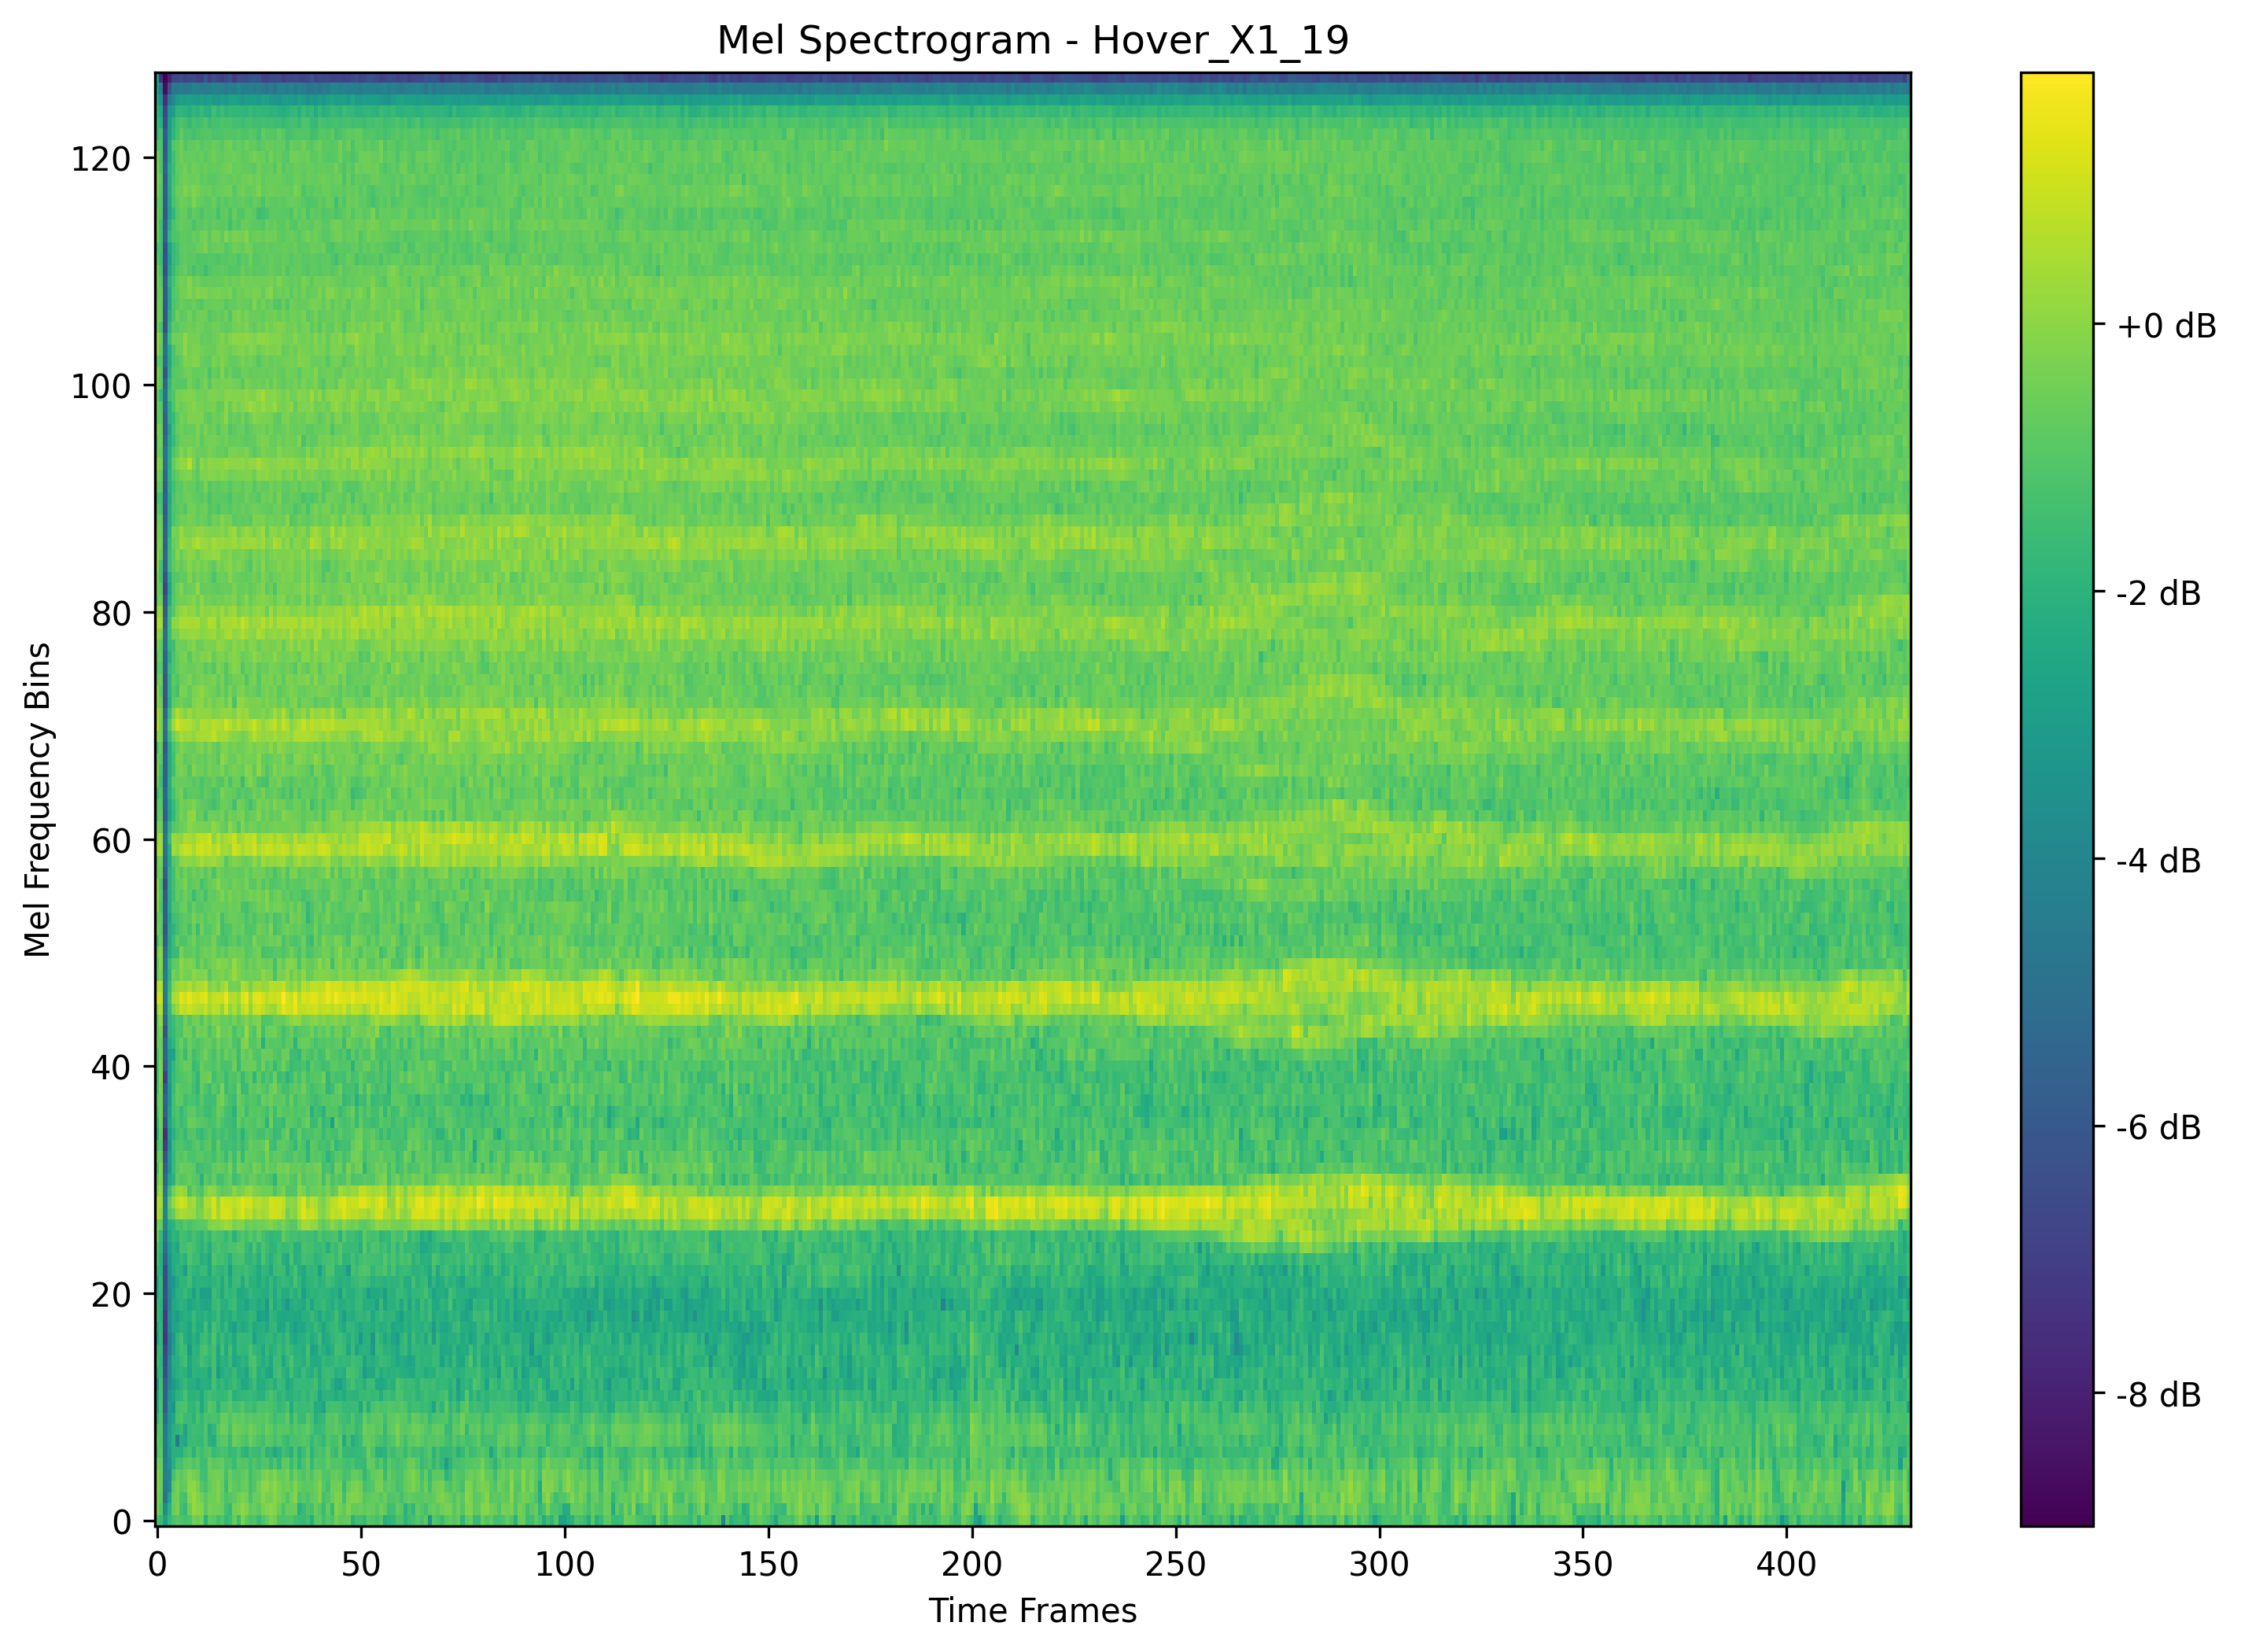 Mel Spectrogram - Hover_X1_19
120
100
80
60
40
20
0
Mel Frequency Bins
0 50 100 150 200 250 300 350 400
Time Frames
+0 dB
-2 dB
-4 dB
-6 dB
-8 dB